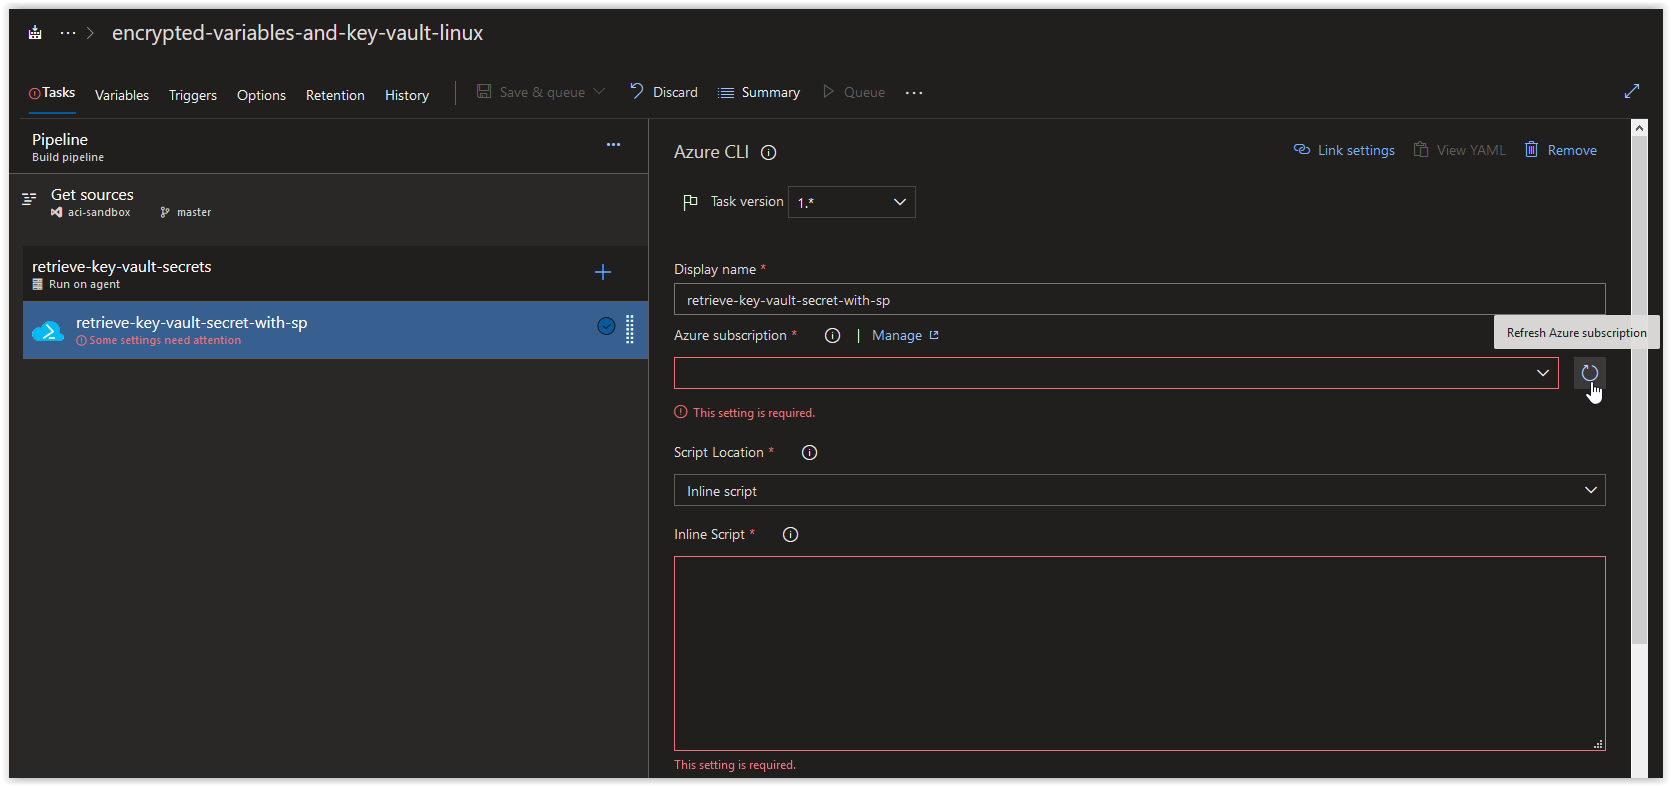 encrypted-variables-and-key-vault-linux
Tasks Variables Triggers Options Retention History Save & queue Discard Summary Queue
Pipeline
Build pipeline
Get sources
aci-sandbox master
retrieve-key-vault-secrets
Run on agent
retrieve-key-vault-secret-with-sp
Some settings need attention
Azure CLI Link settings View YAML Remove
Task version 1.*
Display name *
retrieve-key-vault-secret-with-sp
Azure subscription * | Manage
Refresh Azure subscription
This setting is required.
Script Location *
Inline script
Inline Script *
This setting is required.